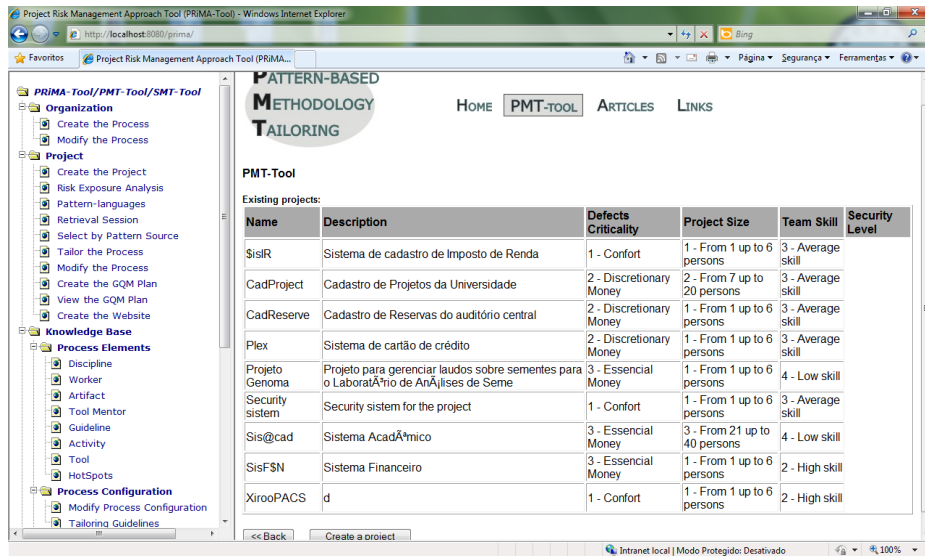 Project Risk Management Approach Tool (PRiMA-Tool) - Windows Internet Explorer
http://localhost:8080/prima/
Bing
Favoritos
Project Risk Management Approach Tool (PRiMA...
Página
Segurança
Ferramentas
PRiMA-Tool/PMT-Tool/SMT-Tool
Organization
Create the Process
Modify the Process
Project
Create the Project
Risk Exposure Analysis
Pattern-languages
Retrieval Session
Select by Pattern Source
Tailor the Process
Modify the Process
Create the GQM Plan
View the GQM Plan
Create the Website
Knowledge Base
Process Elements
Discipline
Worker
Artifact
Tool Mentor
Guideline
Activity
Tool
HotSpots
Process Configuration
Modify Process Configuration
Tailoring Guidelines
PATTERN-BASED
METHODOLOGY
TAILORING
HOME PMT-TOOL ARTICLES LINKS
PMT-Tool
Existing projects:
Name Description Defects Criticality Project Size Team Skill Security Level
$isIR Sistema de cadastro de Imposto de Renda 1 - Confort 1 - From 1 up to 6 persons 3 - Average skill
CadProject Cadastro de Projetos da Universidade 2 - Discretionary Money 2 - From 7 up to 20 persons 3 - Average skill
CadReserve Cadastro de Reservas do auditório central 2 - Discretionary Money 1 - From 1 up to 6 persons 3 - Average skill
Plex Sistema de cartão de crédito 2 - Discretionary Money 1 - From 1 up to 6 persons 3 - Average skill
Projeto Genoma Projeto para gerenciar laudos sobre sementes para o LaboratÃ³rio de AnÃ¡lises de Seme 3 - Essencial Money 1 - From 1 up to 6 persons 4 - Low skill
Security sistem Security sistem for the project 1 - Confort 1 - From 1 up to 6 persons 3 - Average skill
Sis@cad Sistema AcadÃªmico 3 - Essencial Money 3 - From 21 up to 40 persons 4 - Low skill
SisF$N Sistema Financeiro 3 - Essencial Money 1 - From 1 up to 6 persons 2 - High skill
XirooPACS d 1 - Confort 1 - From 1 up to 6 persons 2 - High skill
<< Back Create a project
Intranet local | Modo Protegido: Desativado
100%